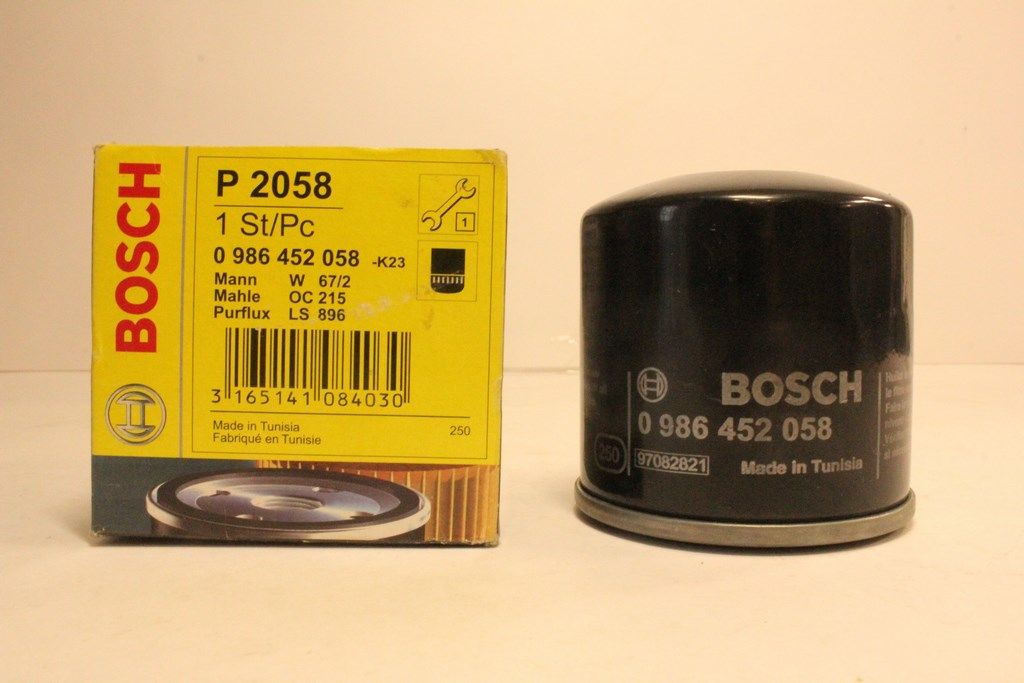 BOSCH
P 2058
1 St/Pc
0 986 452 058 -K23
Mann W 67/2
Mahle OC 215
Purflux LS 896
1
3 165141 084030
Made in Tunisia
Fabriqué en Tunisie
250
BOSCH
0 986 452 058
250
97082821
Made in Tunisia